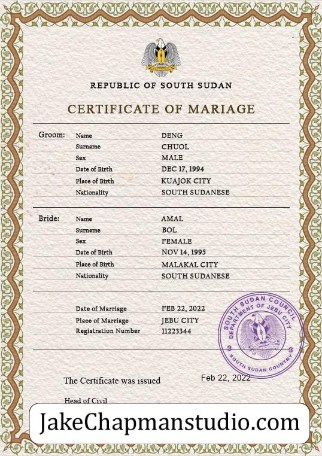 REPUBLIC OF SOUTH SUDAN
CERTIFICATE OF MARIAGE
Groom: Name DENG
Surname CHUOL
Sex MALE
Date of Birth DEC 17, 1994
Place of Birth KUAJOK CITY
Nationality SOUTH SUDANESE
Bride: Name AMAL
Surname BOL
Sex FEMALE
Date of Birth NOV 14, 1995
Place of Birth MALAKAL CITY
Nationality SOUTH SUDANESE
Date of Marriage FEB 22, 2022
Place of Marriage JEBU CITY
Registration Number 11223344
SOUTH SUDAN COUNCIL
DEPARTMENT OF JEBU CITY
SOUTH SUDAN COUNTRY
The Certificate was issued Feb 22, 2022
Head of Civil
JakeChapmanstudio.com